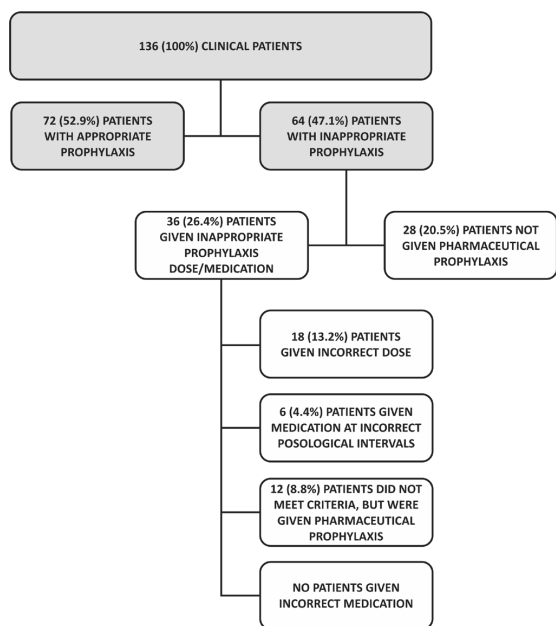 136 (100%) CLINICAL PATIENTS
72 (52.9%) PATIENTS
WITH APPROPRIATE
PROPHYLAXIS
64 (47.1%) PATIENTS
WITH INAPPROPRIATE
PROPHYLAXIS
36 (26.4%) PATIENTS
GIVEN INAPPROPRIATE
PROPHYLAXIS
DOSE/MEDICATION
28 (20.5%) PATIENTS NOT
GIVEN PHARMACEUTICAL
PROPHYLAXIS
18 (13.2%) PATIENTS
GIVEN INCORRECT DOSE
6 (4.4%) PATIENTS GIVEN
MEDICATION AT INCORRECT
POSOLOGICAL INTERVALS
12 (8.8%) PATIENTS DID NOT
MEET CRITERIA, BUT WERE
GIVEN PHARMACEUTICAL
PROPHYLAXIS
NO PATIENTS GIVEN
INCORRECT MEDICATION